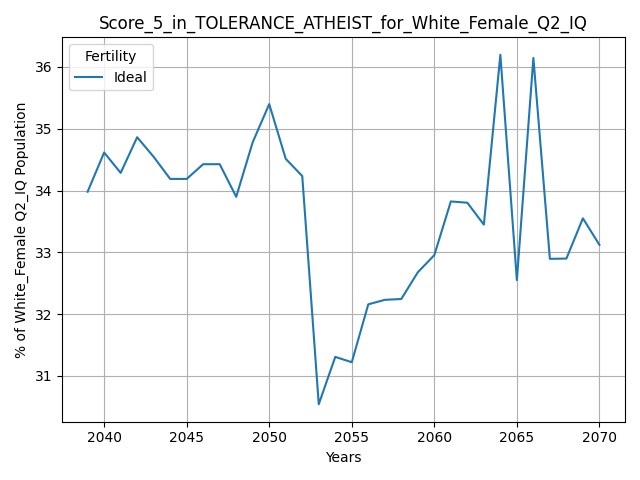 Score_5_in_TOLERANCE_ATHEIST_for_White_Female_Q2_IQ
Fertility
Ideal
% of White_Female Q2_IQ Population
36
35
34
33
32
31
2040
2045
2050
2055
2060
2065
2070
Years